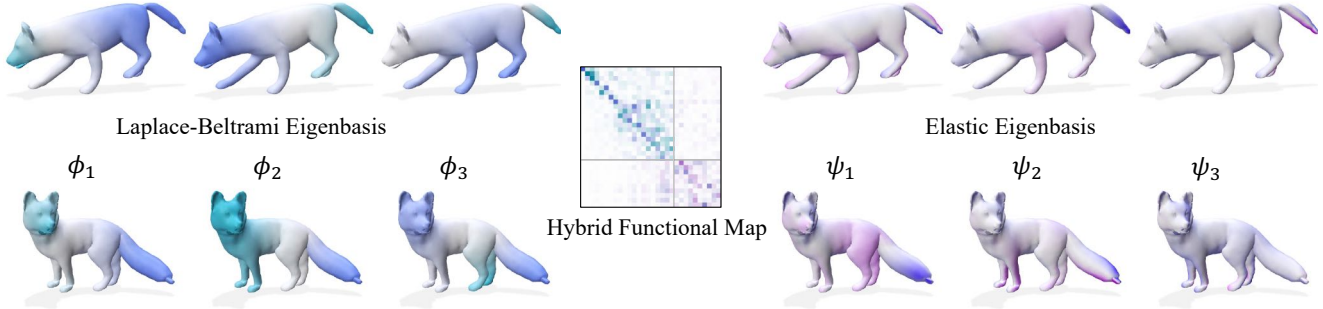 Laplace-Beltrami Eigenbasis
Elastic Eigenbasis
ϕ₁ ϕ₂ ϕ₃
ψ₁ ψ₂ ψ₃
Hybrid Functional Map